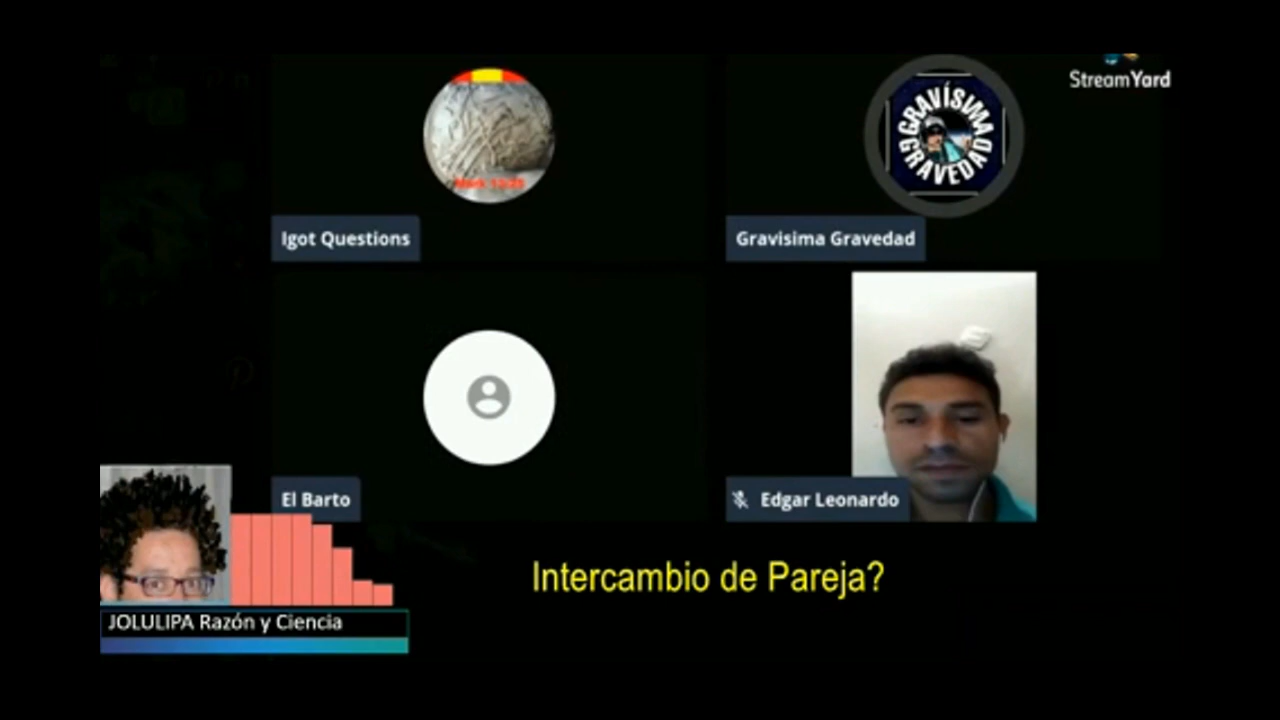 StreamYard
GRAVÍSIMA
GRAVEDAD
Igot Questions
Gravisima Gravedad
El Barto
Edgar Leonardo
Intercambio de Pareja?
JOLULIPA Razón y Ciencia